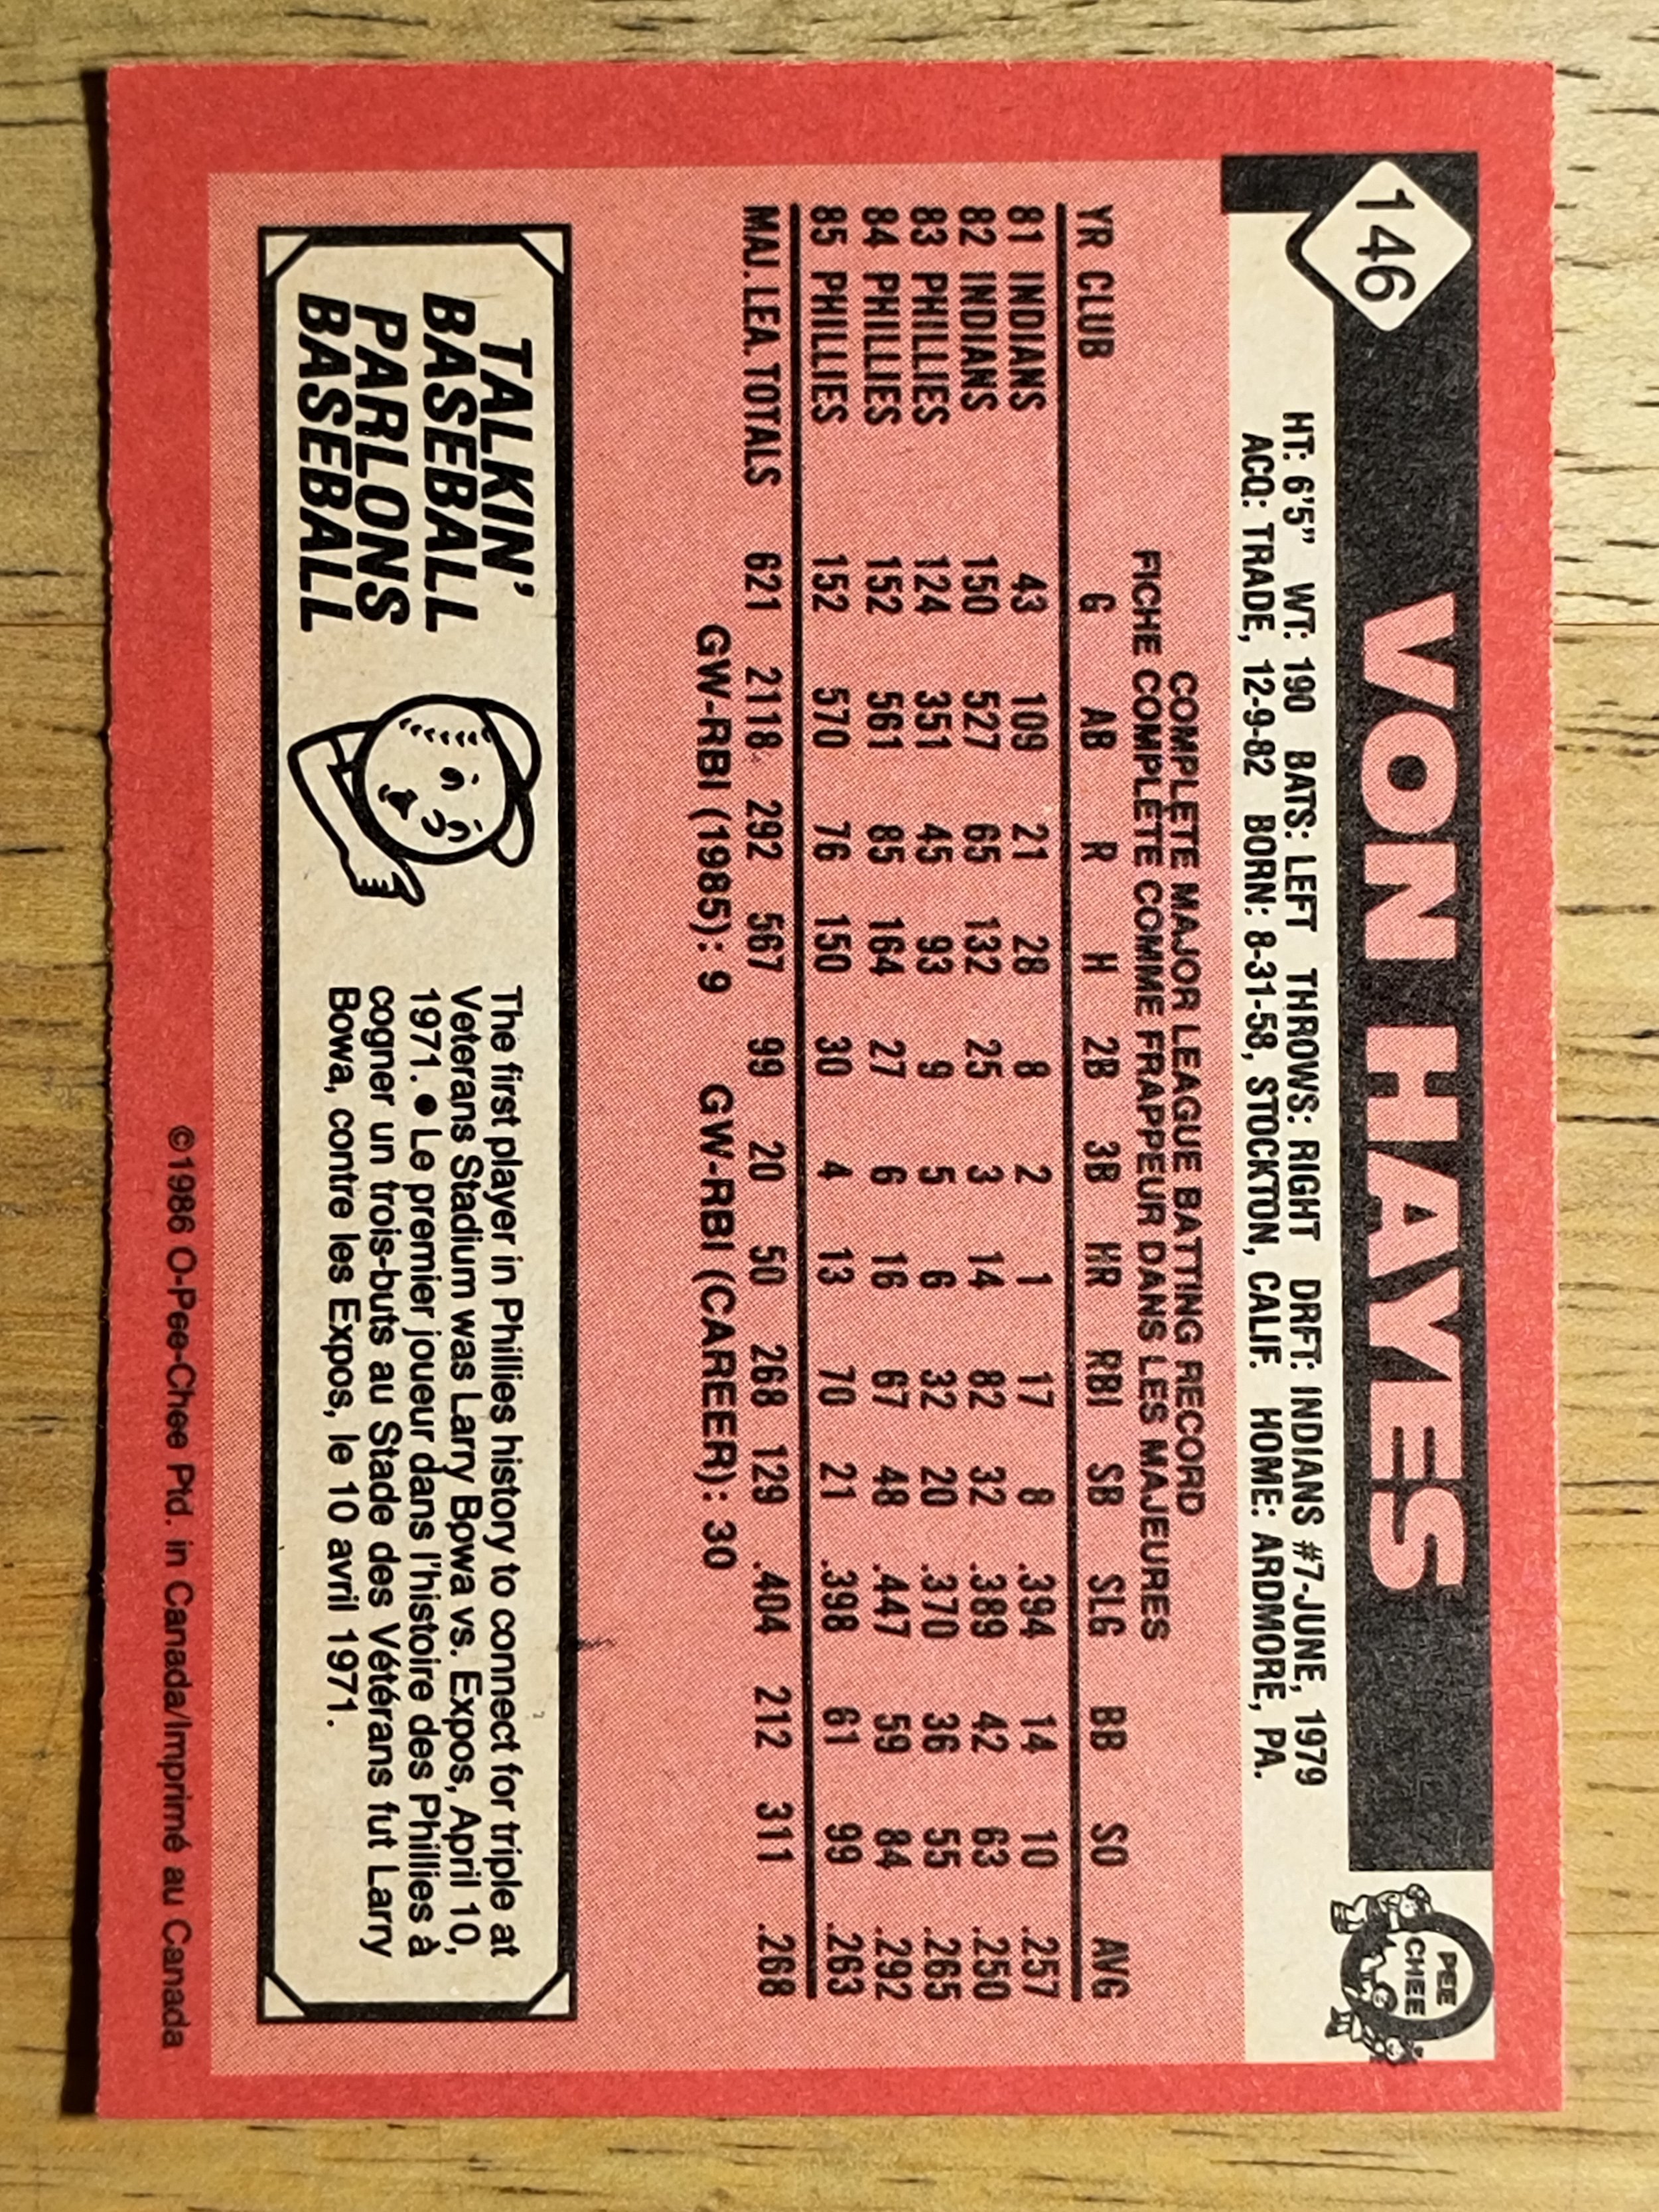 146
VON HAYES
O
PEE
CHEE
HT: 6'5" WT: 190 BATS: LEFT THROWS: RIGHT DRFT: INDIANS #7-JUNE, 1979
ACQ: TRADE, 12-9-82 BORN: 8-31-58, STOCKTON, CALIF. HOME: ARDMORE, PA.
COMPLETE MAJOR LEAGUE BATTING RECORD
FICHE COMPLÈTE COMME FRAPPEUR DANS LES MAJEURES
YR CLUB G AB R H 2B 3B HR RBI SB SLG BB SO AVG
81 INDIANS 43 109 21 28 8 2 1 17 8 .394 14 10 .257
82 INDIANS 150 527 65 132 25 3 14 82 32 .389 42 63 .250
83 PHILLIES 124 351 45 93 9 5 6 32 20 .370 36 55 .265
84 PHILLIES 152 561 85 164 27 6 16 67 48 .447 59 84 .292
85 PHILLIES 152 570 76 150 30 4 13 70 21 .398 61 99 .263
MAJ. LEA. TOTALS 621 2118 292 567 99 20 50 268 129 .404 212 311 .268
GW-RBI (1985): 9 GW-RBI (CAREER): 30
TALKIN'
BASEBALL
PARLONS
BASEBALL
The first player in Phillies history to connect for triple at
Veterans Stadium was Larry Bowa vs. Expos, April 10,
1971. ● Le premier joueur dans l'histoire des Phillies à
cogner un trois-buts au Stade des Vétérans fut Larry
Bowa, contre les Expos, le 10 avril 1971.
©1986 O-Pee-Chee Ptd. in Canada/Imprimé au Canada